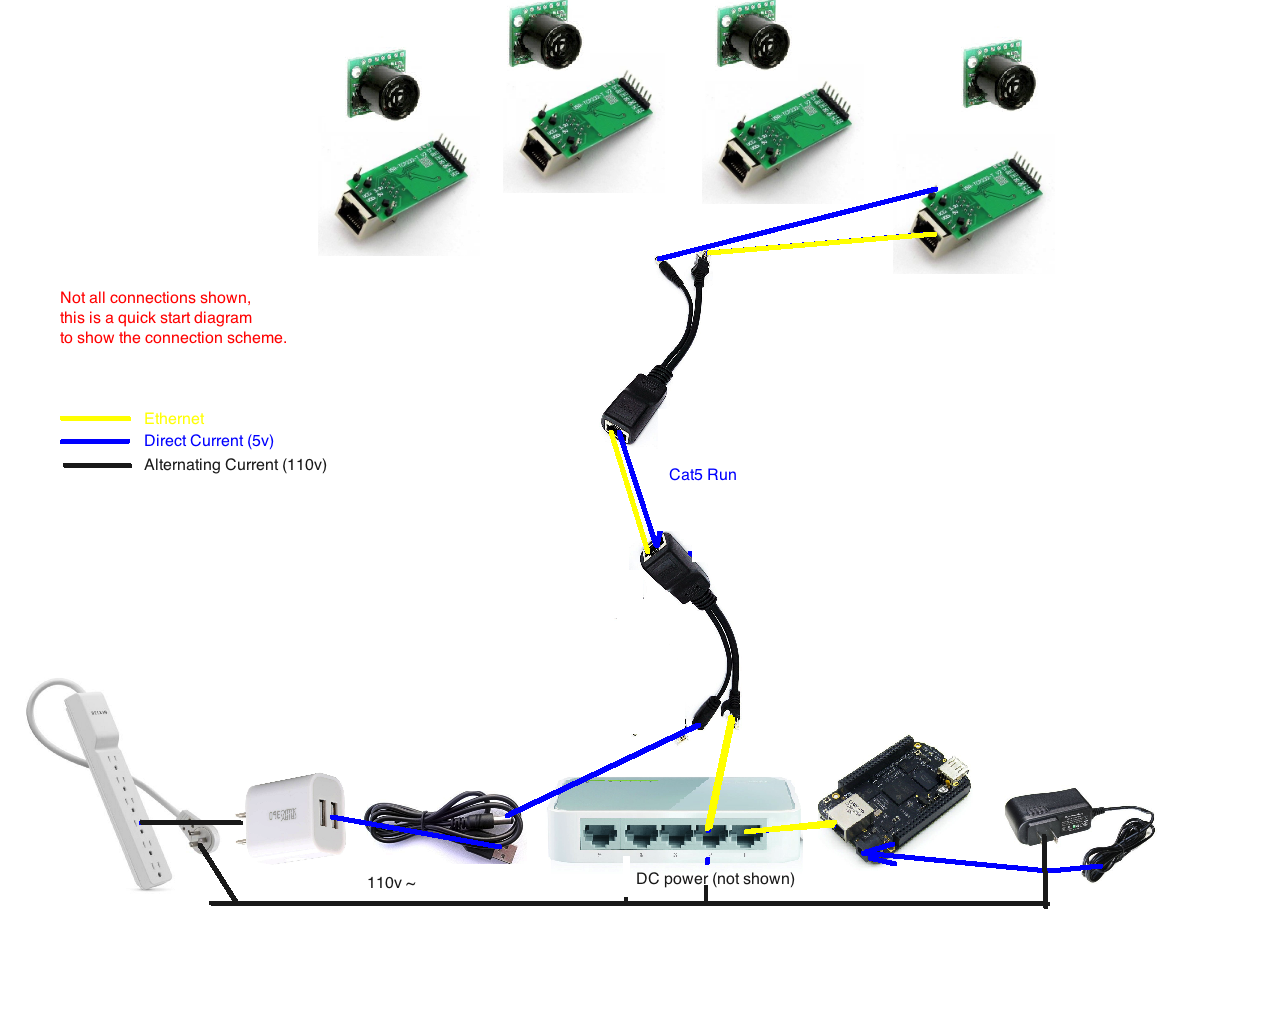 Not all connections shown,
this is a quick start diagram
to show the connection scheme.
Ethernet
Direct Current (5v)
Alternating Current (110v)
Cat5 Run
110v ~
DC power (not shown)